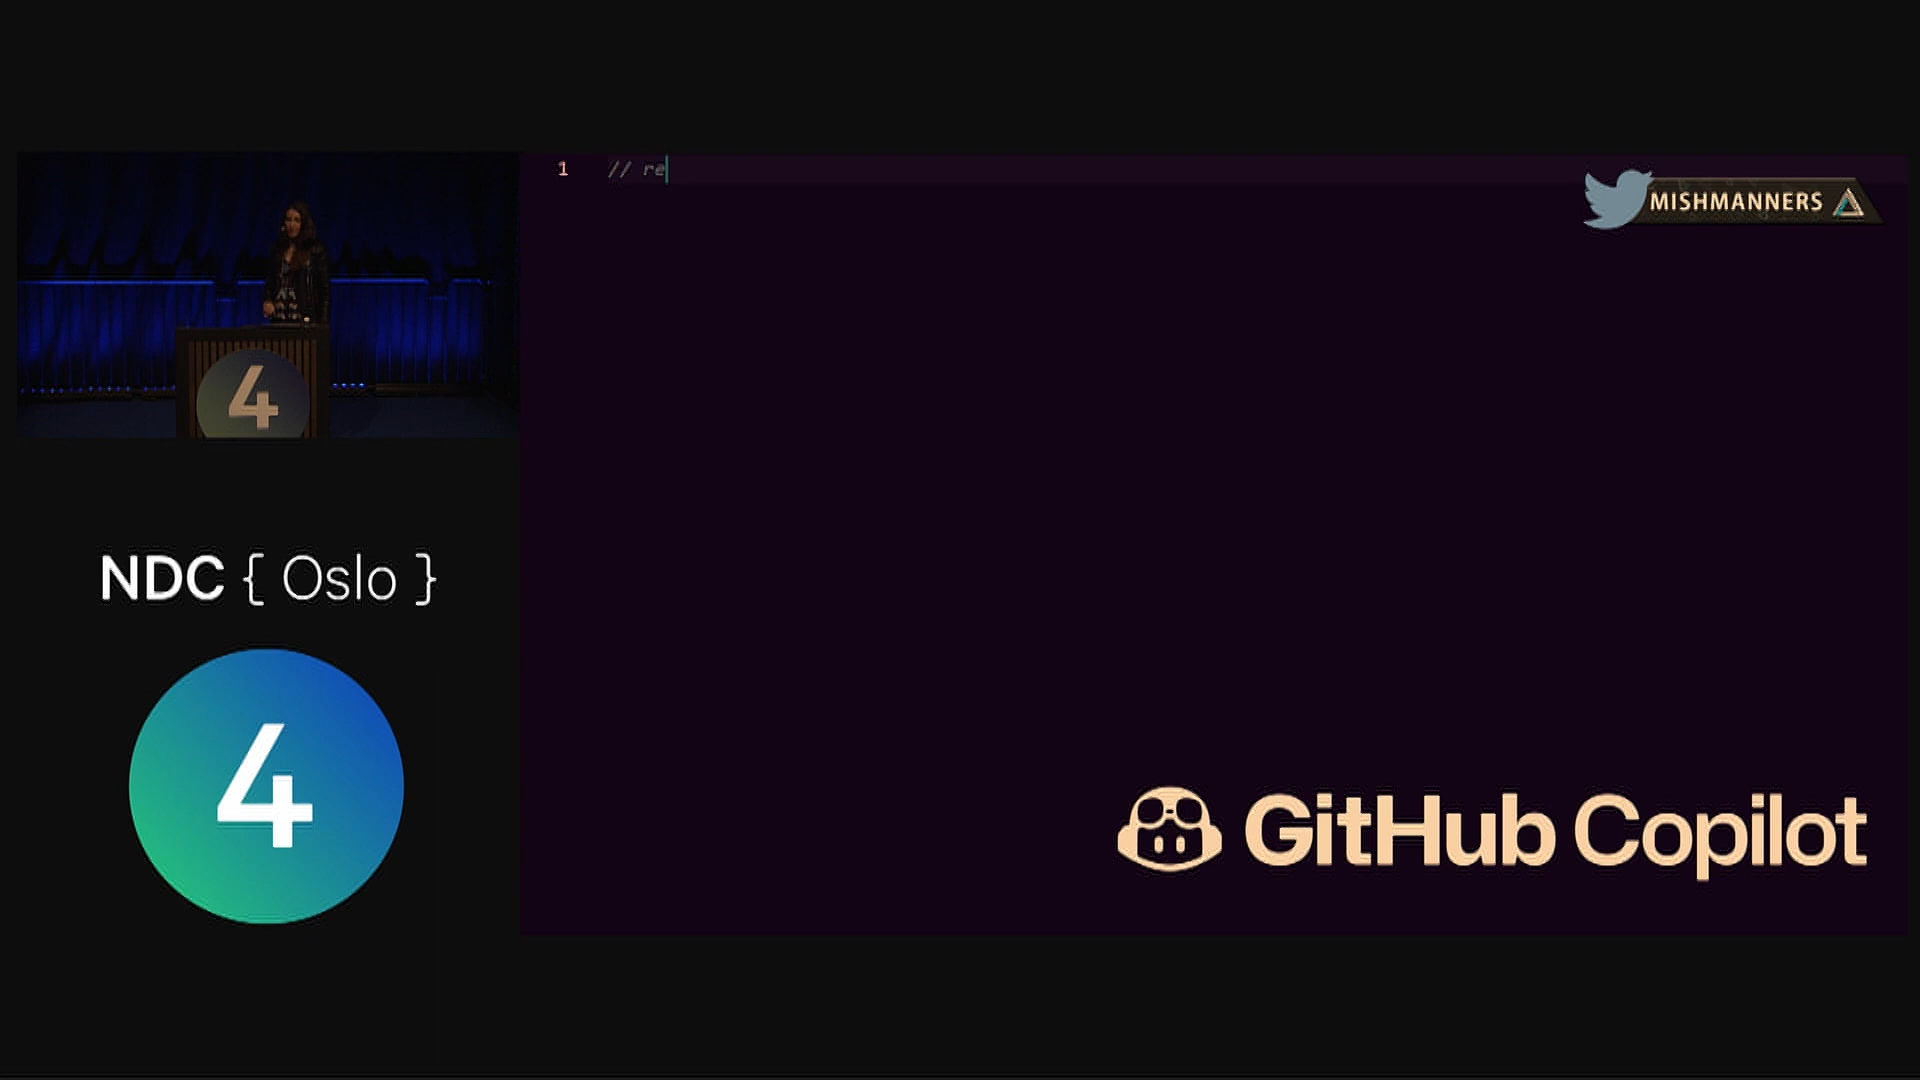 4
NDC { Oslo }
4
1 // re
MISHMANNERS
GitHub Copilot